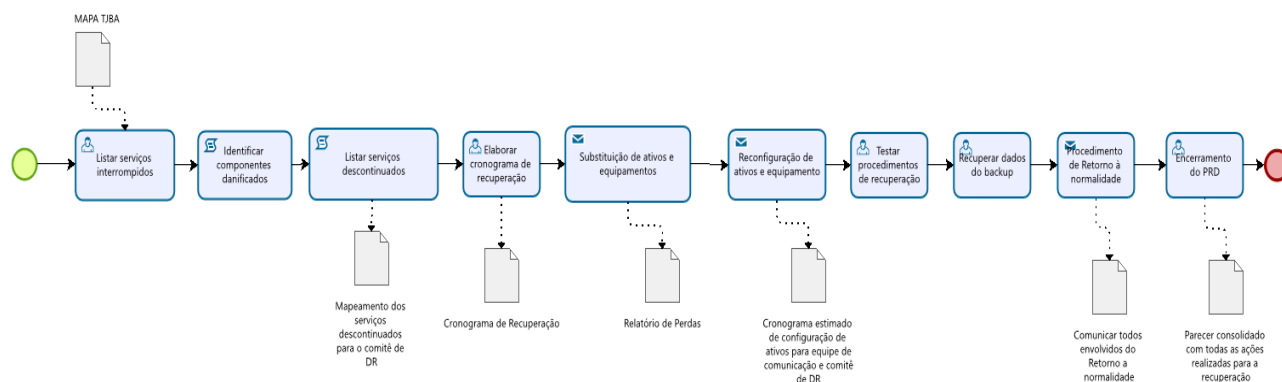 MAPA TJBA
Listar serviços
interrompidos
Identificar
componentes
danificados
Listar serviços
descontinuados
Elaborar
cronograma de
recuperação
Substituição de ativos e
equipamentos
Reconfiguração de
ativos e equipamento
Testar
procedimentos
de recuperação
Recuperar dados
do backup
Procedimento
de Retorno à
normalidade
Encerramento
do PRD
Mapeamento dos
serviços
descontinuados
para o comitê de
DR
Cronograma de Recuperação
Relatório de Perdas
Cronograma estimado
de configuração de
ativos para equipe de
comunicação e comitê
de DR
Comunicar todos
envolvidos do
Retorno a
normalidade
Parecer consolidado
com todas as ações
realizadas para a
recuperação